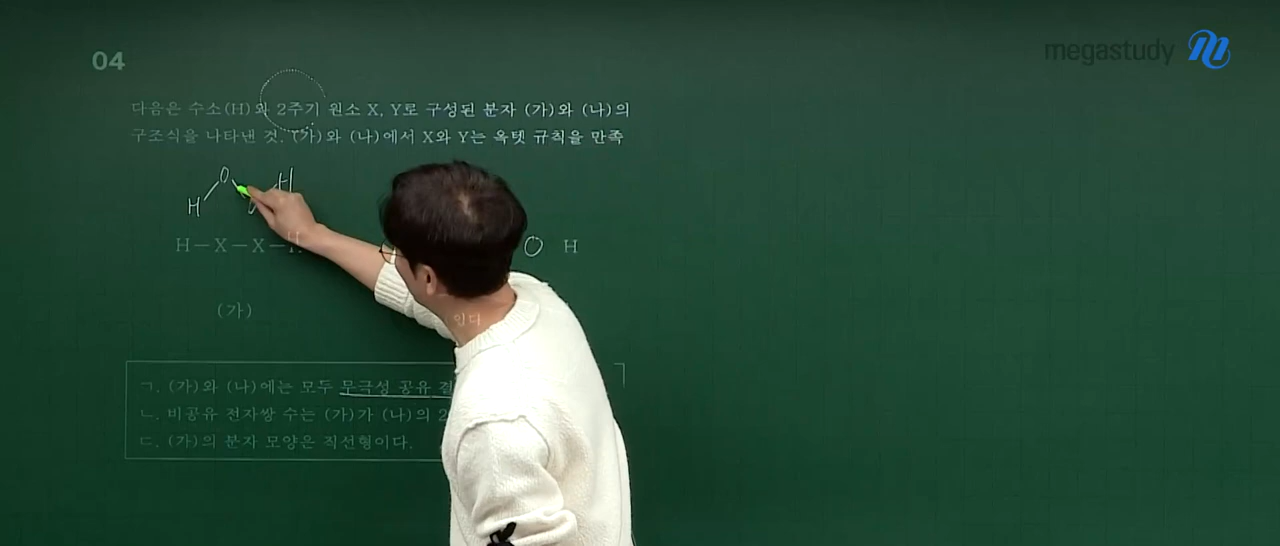 04
megastudy
다음은 수소(H)와 2주기 원소 X, Y로 구성된 분자 (가)와 (나)의
구조식을 나타낸 것. (가)와 (나)에서 X와 Y는 옥텟 규칙을 만족
O H
H
H－X－X－H O H
(가)
있다
ㄱ. (가)와 (나)에는 모두 무극성 공유 결
ㄴ. 비공유 전자쌍 수는 (가)가 (나)의 2
ㄷ. (가)의 분자 모양은 직선형이다.